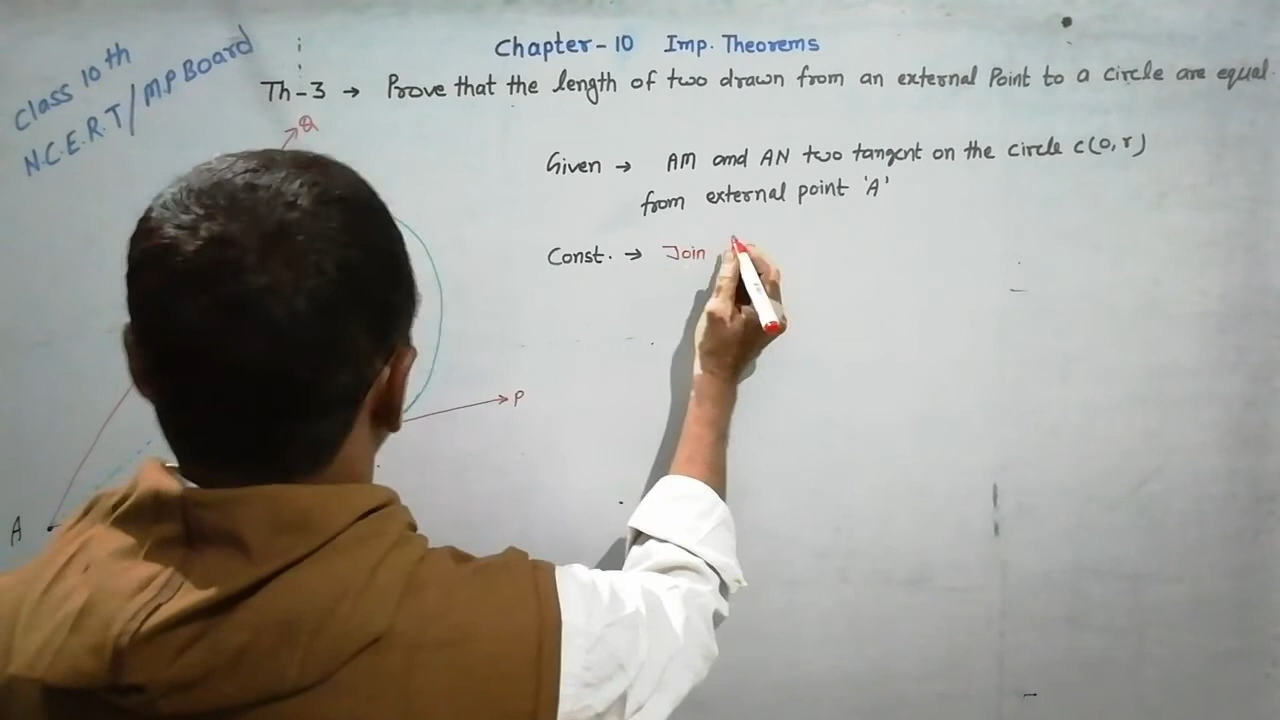 Class 10th
N.C.E.R.T/M.P Board
Chapter-10 Imp. Theorems
Th-3 → Prove that the length of two drawn from an external Point to a circle are equal.
Given → AM and AN two tangent on the circle c(o,r)
from external point 'A'
Const. → Join
Q
P
A